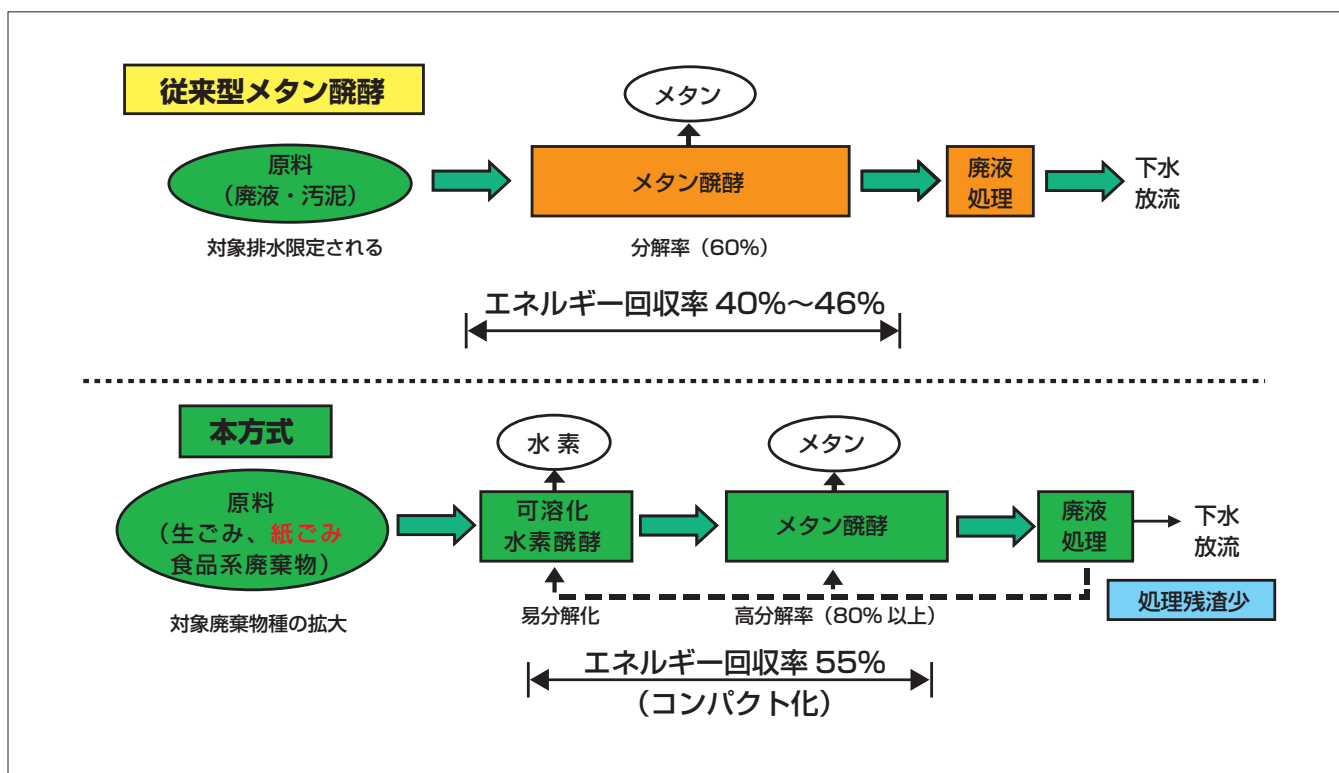 従来型メタン醗酵
メタン
原料
（廃液・汚泥）
メタン醗酵
廃液
処理
下水
放流
対象排水限定される
分解率（60%）
エネルギー回収率 40%～46%
本方式
水 素
メタン
原料
（生ごみ、紙ごみ
食品系廃棄物）
可溶化
水素醗酵
メタン醗酵
廃液
処理
下水
放流
処理残渣少
対象廃棄物種の拡大
易分解化
高分解率（80% 以上）
エネルギー回収率 55%
（コンパクト化）